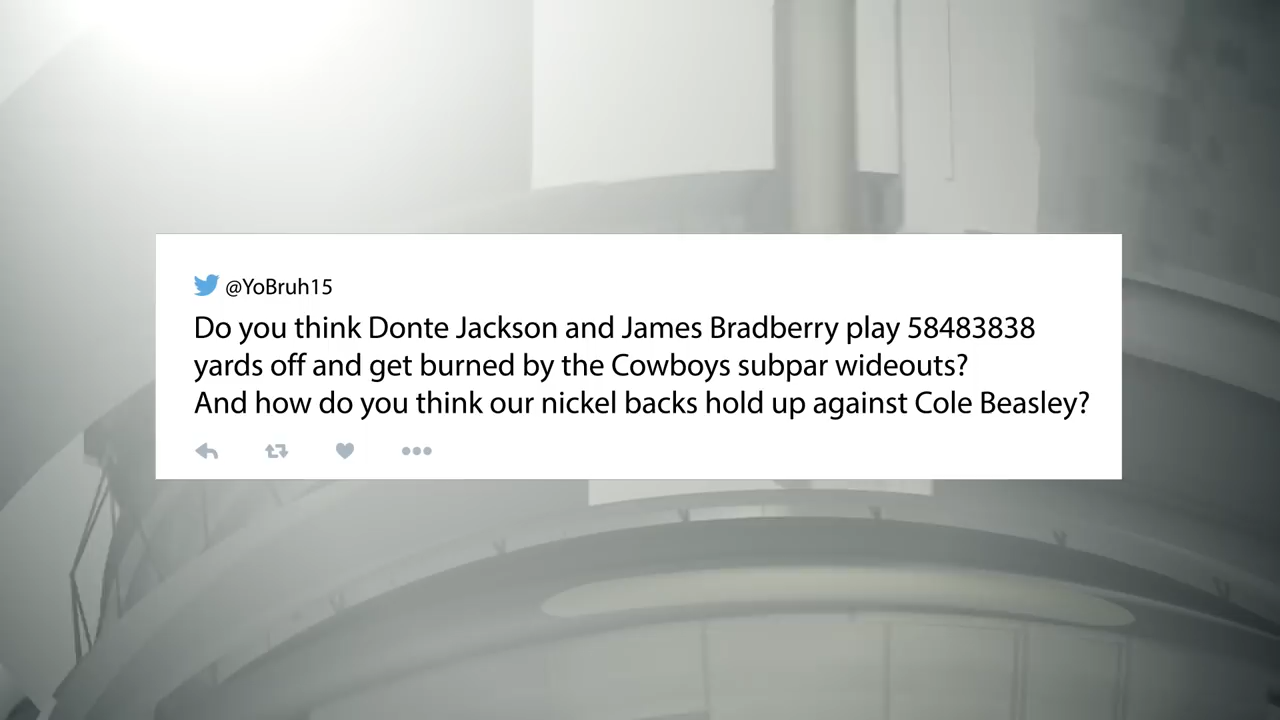 @YoBruh15
Do you think Donte Jackson and James Bradberry play 58483838
yards off and get burned by the Cowboys subpar wideouts?
And how do you think our nickel backs hold up against Cole Beasley?